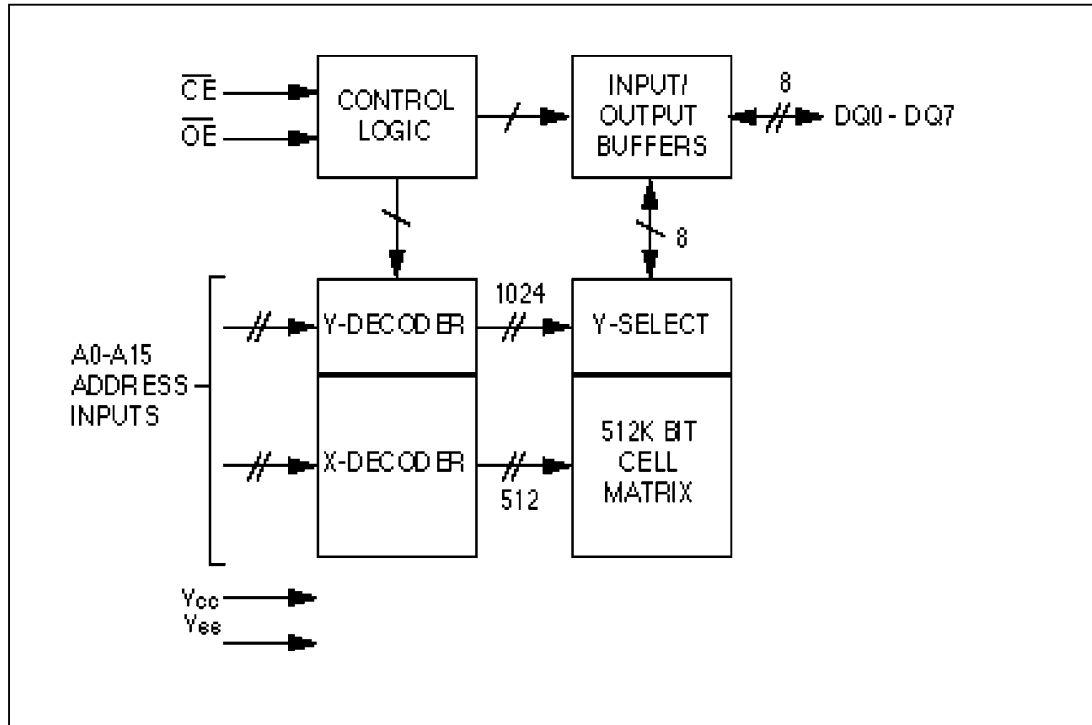 CE
OE
CONTROL
LOGIC
INPUT/
OUTPUT
BUFFERS
8
DQ0 - DQ7
8
A0-A15
ADDRESS
INPUTS
Y-DECODER
1024
Y-SELECT
X-DECODER
512
512K BIT
CELL
MATRIX
Vcc
Vss